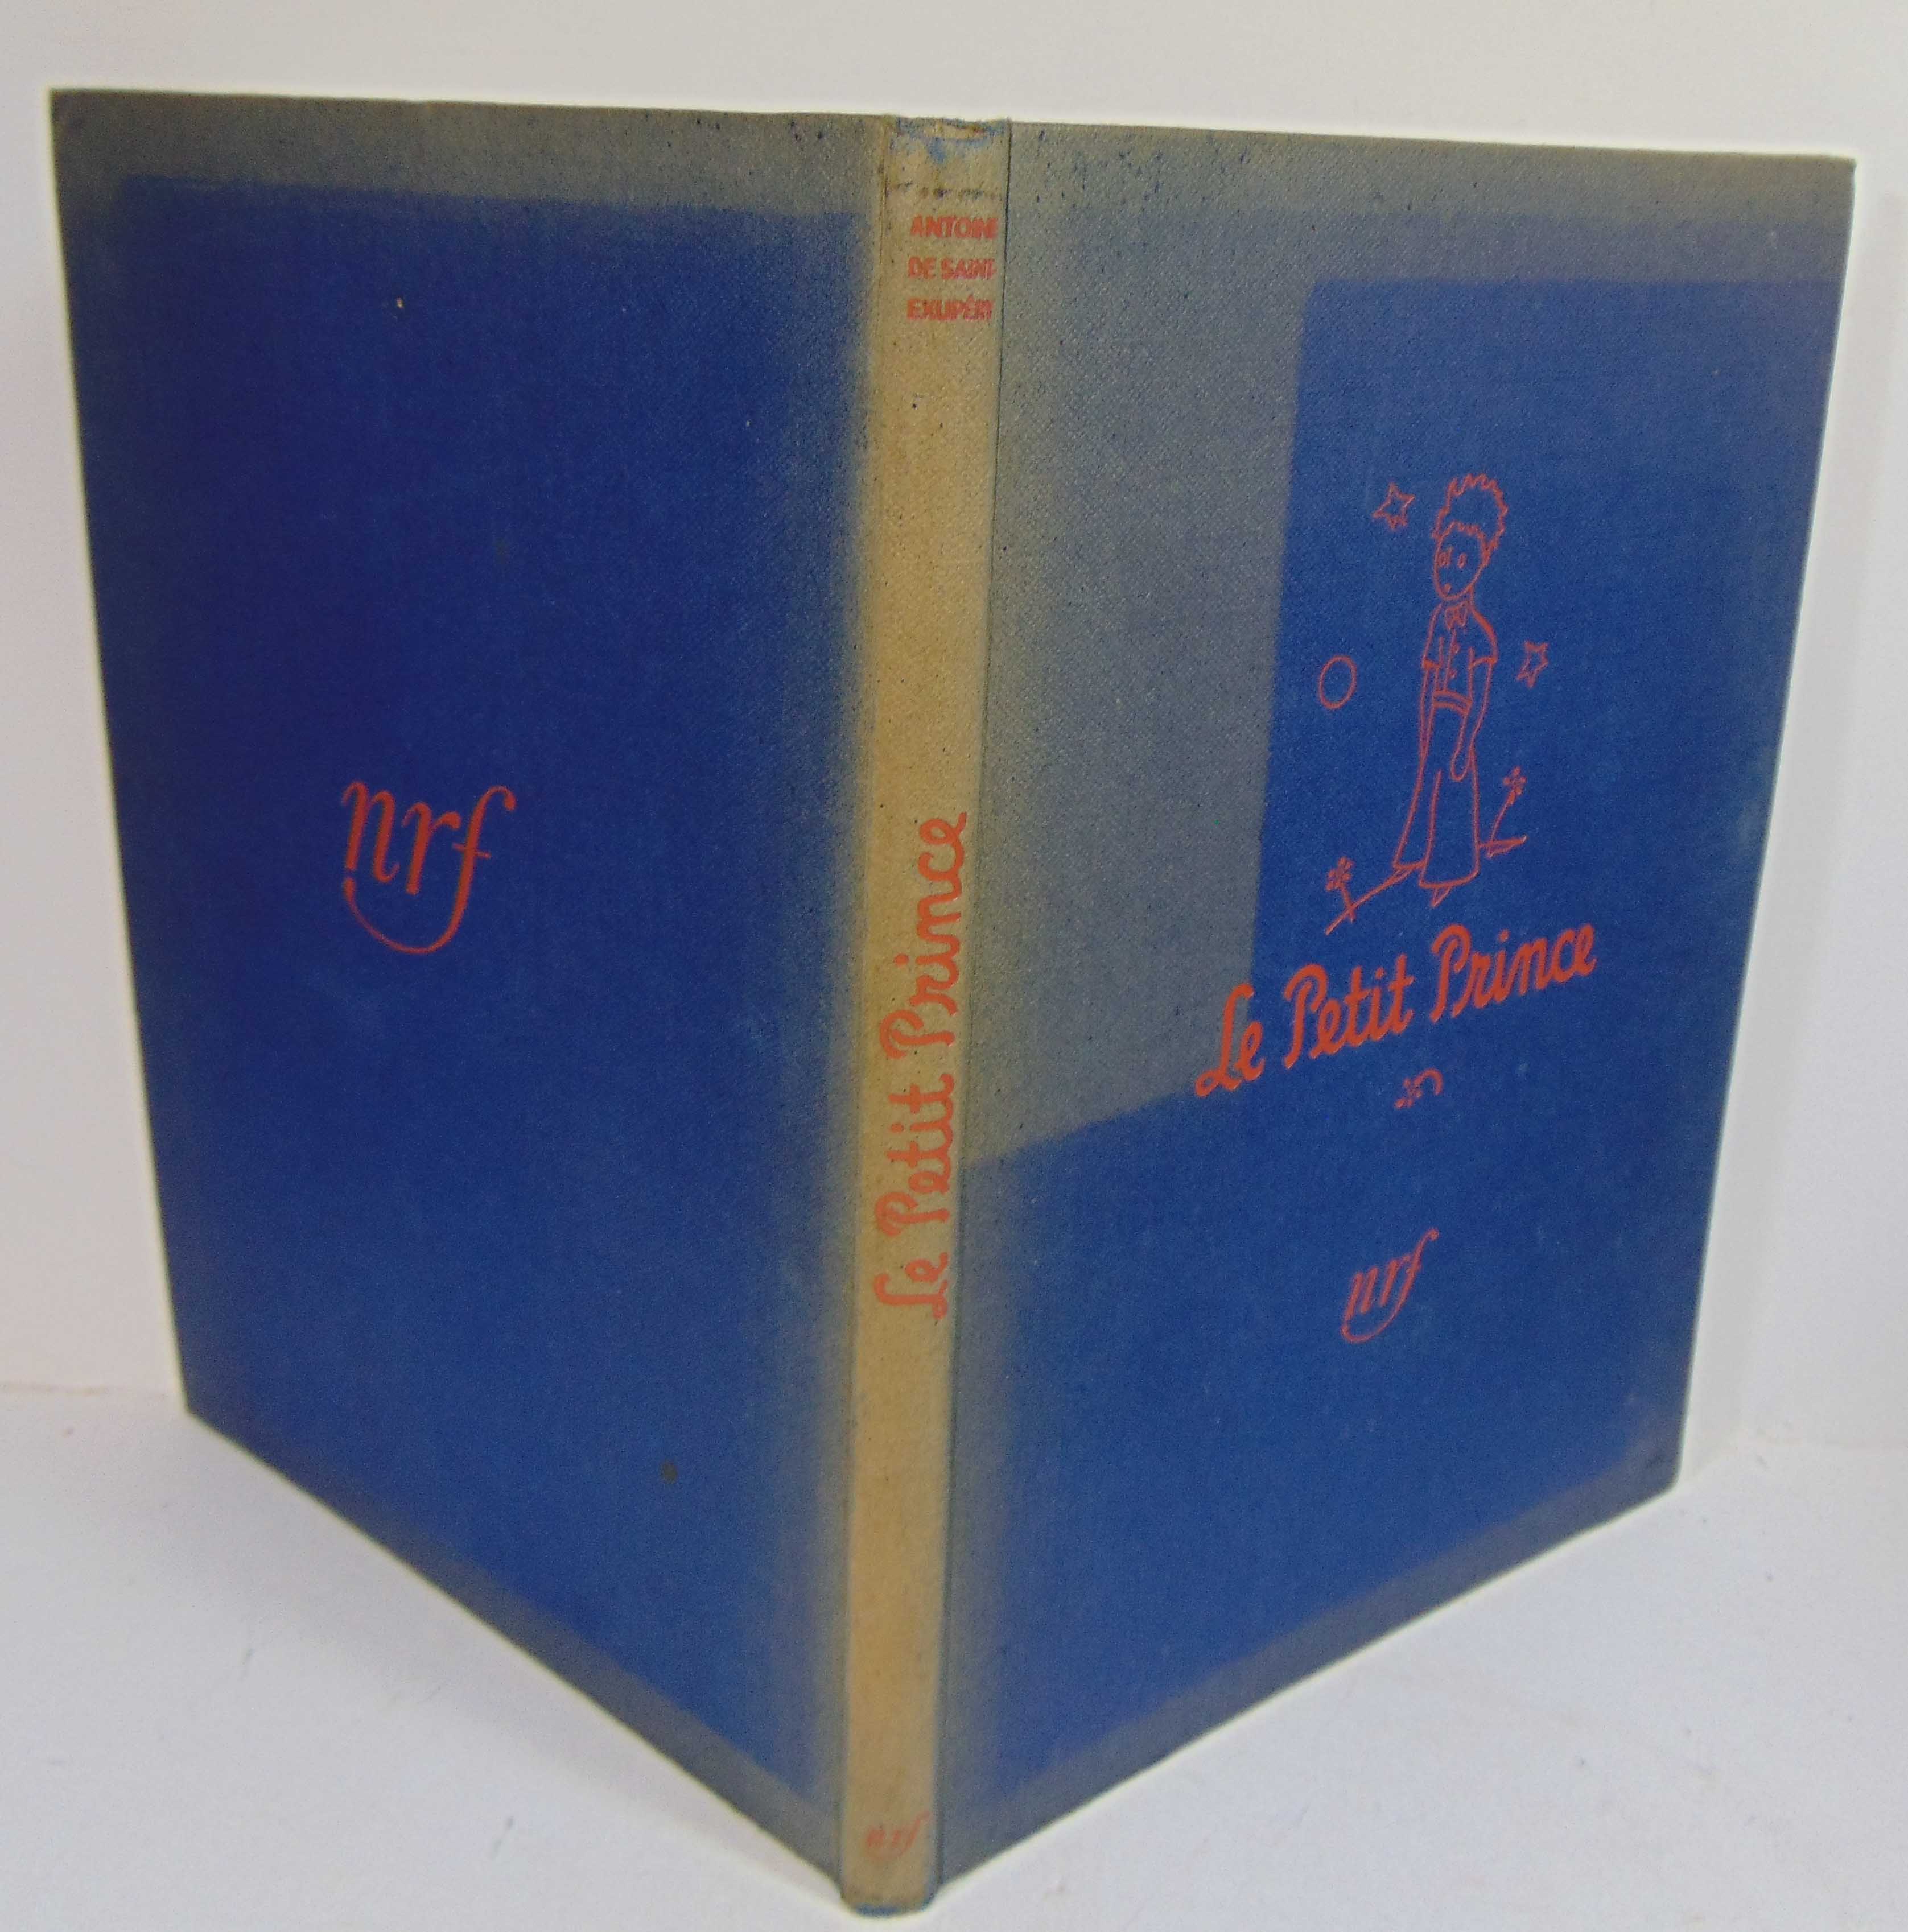 nrf
ANTOINE
DE SAINT-
EXUPÉRY
Le Petit Prince
nrf
Le Petit Prince
nrf